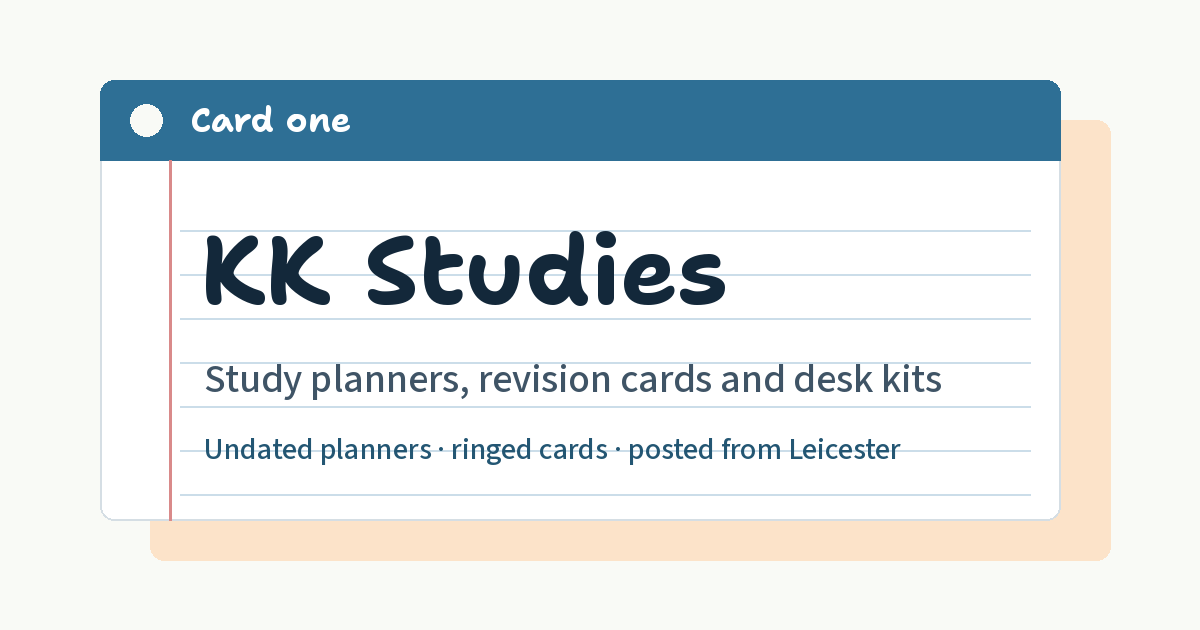 Card one
KK Studies
Study planners, revision cards and desk kits
Undated planners · ringed cards · posted from Leicester